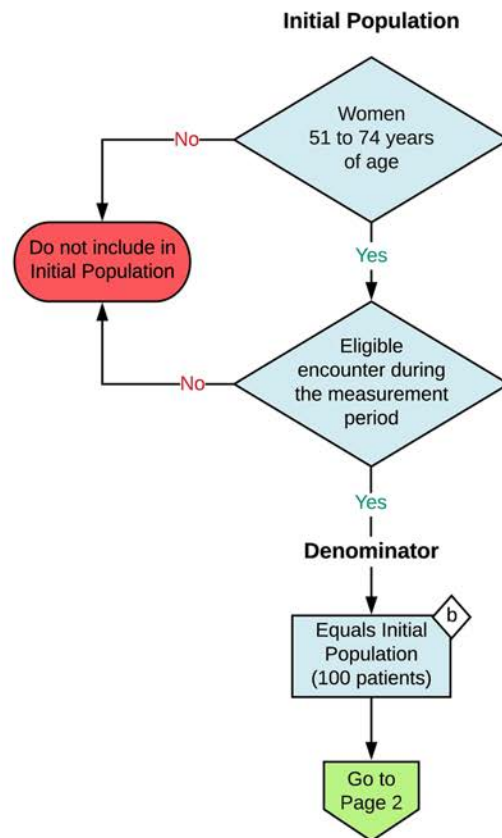 Initial Population
Women
51 to 74 years
of age
No
Do not include in
Initial Population
Yes
Eligible
encounter during
the measurement
period
No
Yes
Denominator
b
Equals Initial
Population
(100 patients)
Go to
Page 2